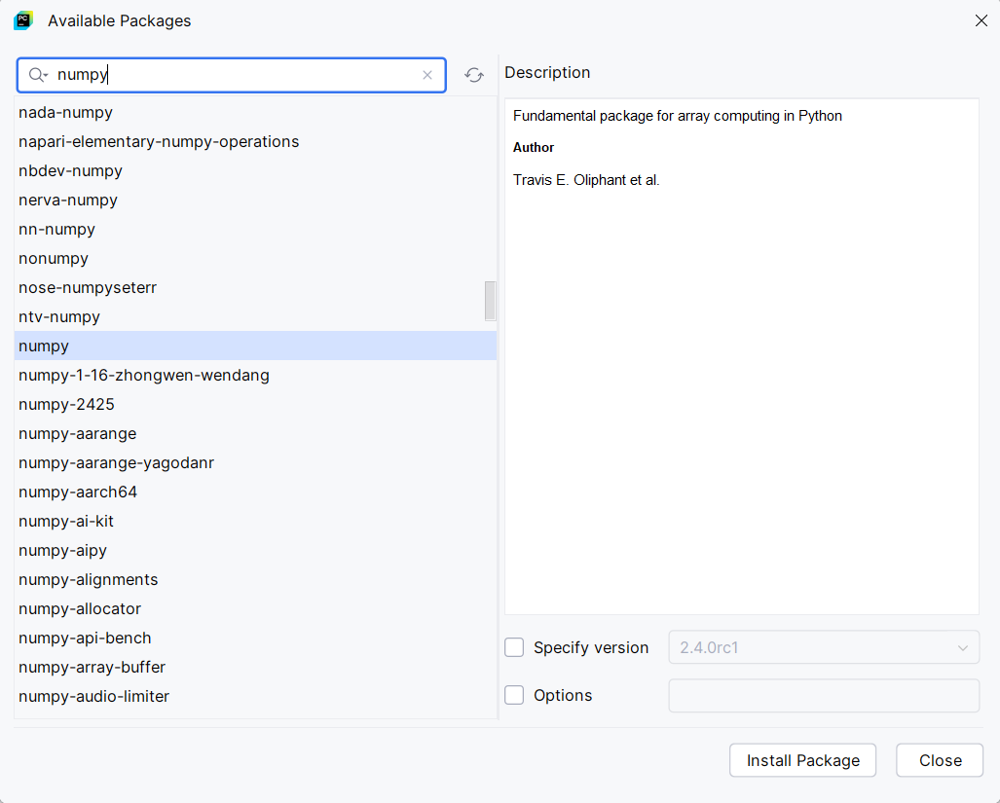 Available Packages
numpy
nada-numpy
napari-elementary-numpy-operations
nbdev-numpy
nerva-numpy
nn-numpy
nonumpy
nose-numpyseterr
ntv-numpy
numpy
numpy-1-16-zhongwen-wendang
numpy-2425
numpy-aarange
numpy-aarange-yagodanr
numpy-aarch64
numpy-ai-kit
numpy-aipy
numpy-alignments
numpy-allocator
numpy-api-bench
numpy-array-buffer
numpy-audio-limiter
Description
Fundamental package for array computing in Python
Author
Travis E. Oliphant et al.
Specify version 2.4.0rc1
Options
Install Package Close